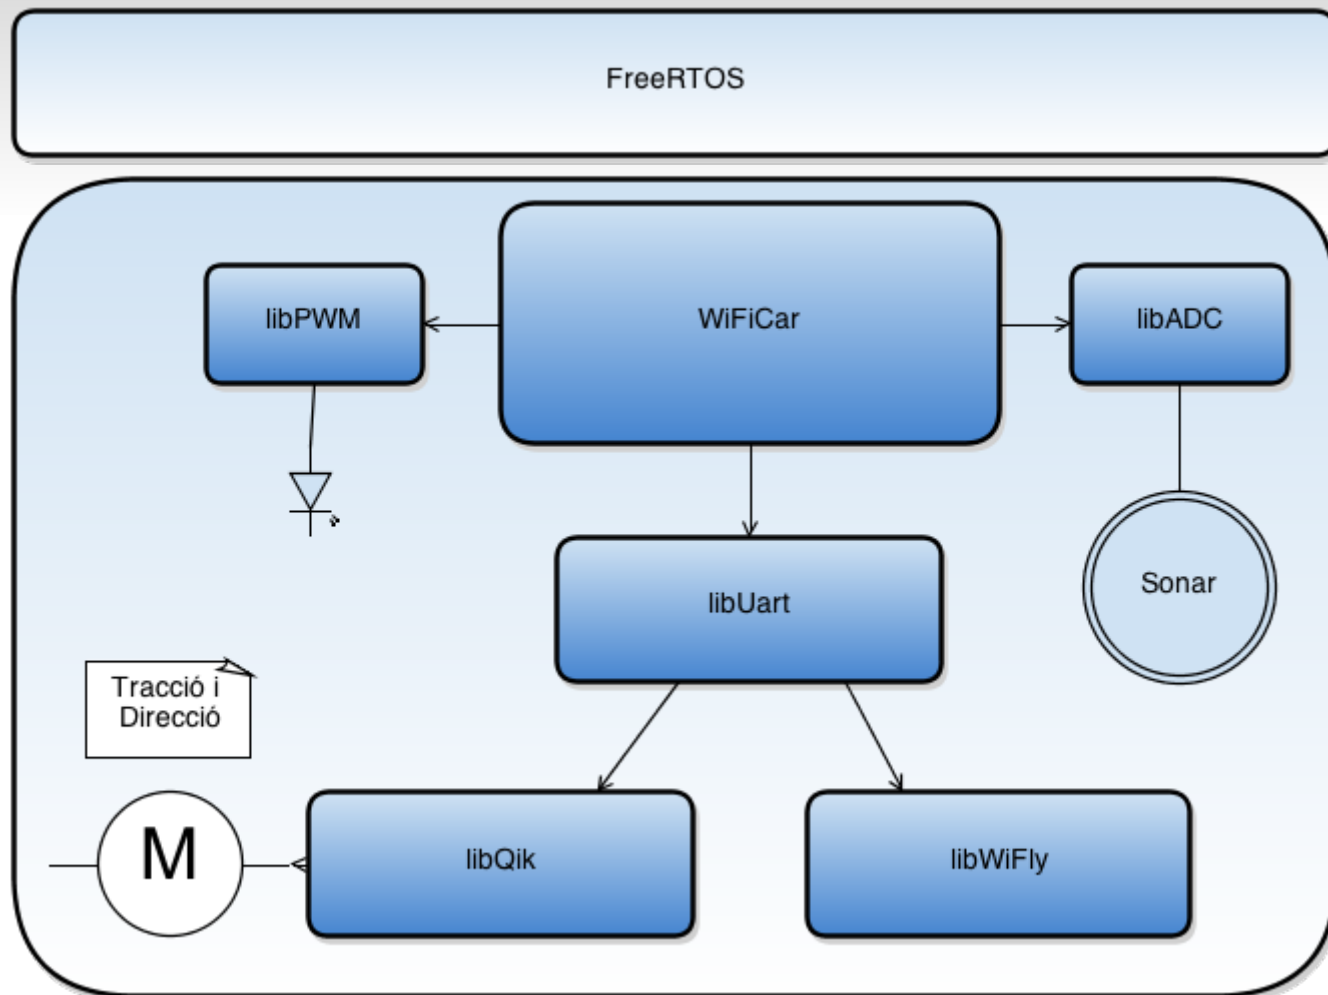 FreeRTOS
libPWM
WiFiCar
libADC
libUart
Sonar
Tracció i
Direcció
M
libQik
libWiFly